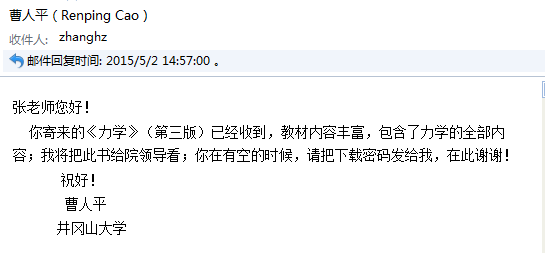 曹人平（Renping Cao）
收件人: zhanghz
邮件回复时间: 2015/5/2 14:57:00 。
张老师您好！
你寄来的《力学》（第三版）已经收到，教材内容丰富，包含了力学的全部内
容；我将把此书给院领导看；你在有空的时候，请把下载密码发给我，在此谢谢！
祝好！
曹人平
井冈山大学